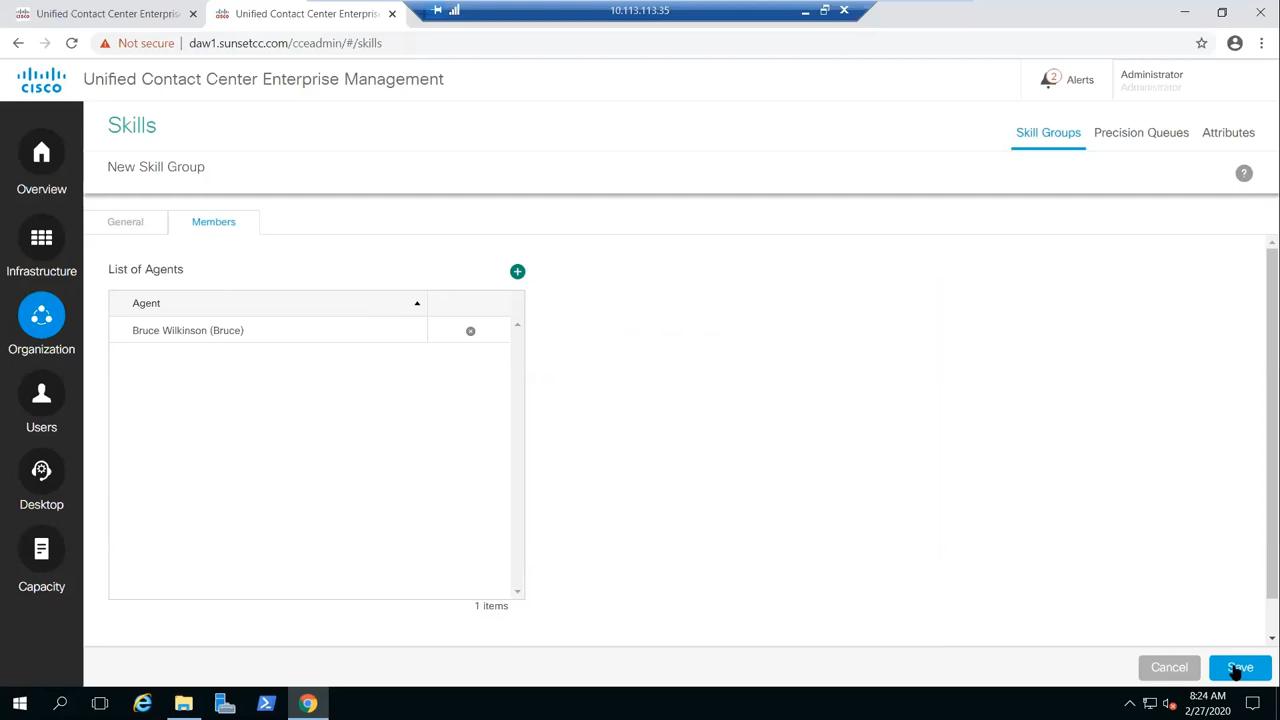 Unified Contact Center Enterpris
Unified Contact Center Enterpris
10.113.113.35
Not secure
daw1.sunsetcc.com/cceadmin/#/skills
CISCO
Unified Contact Center Enterprise Management
2
Alerts
Administrator
Administrator
Skills
Skill Groups
Precision Queues
Attributes
New Skill Group
?
Overview
Infrastructure
Organization
Users
Desktop
Capacity
General
Members
List of Agents
Agent
Bruce Wilkinson (Bruce)
1 items
Cancel
Save
8:24 AM
2/27/2020